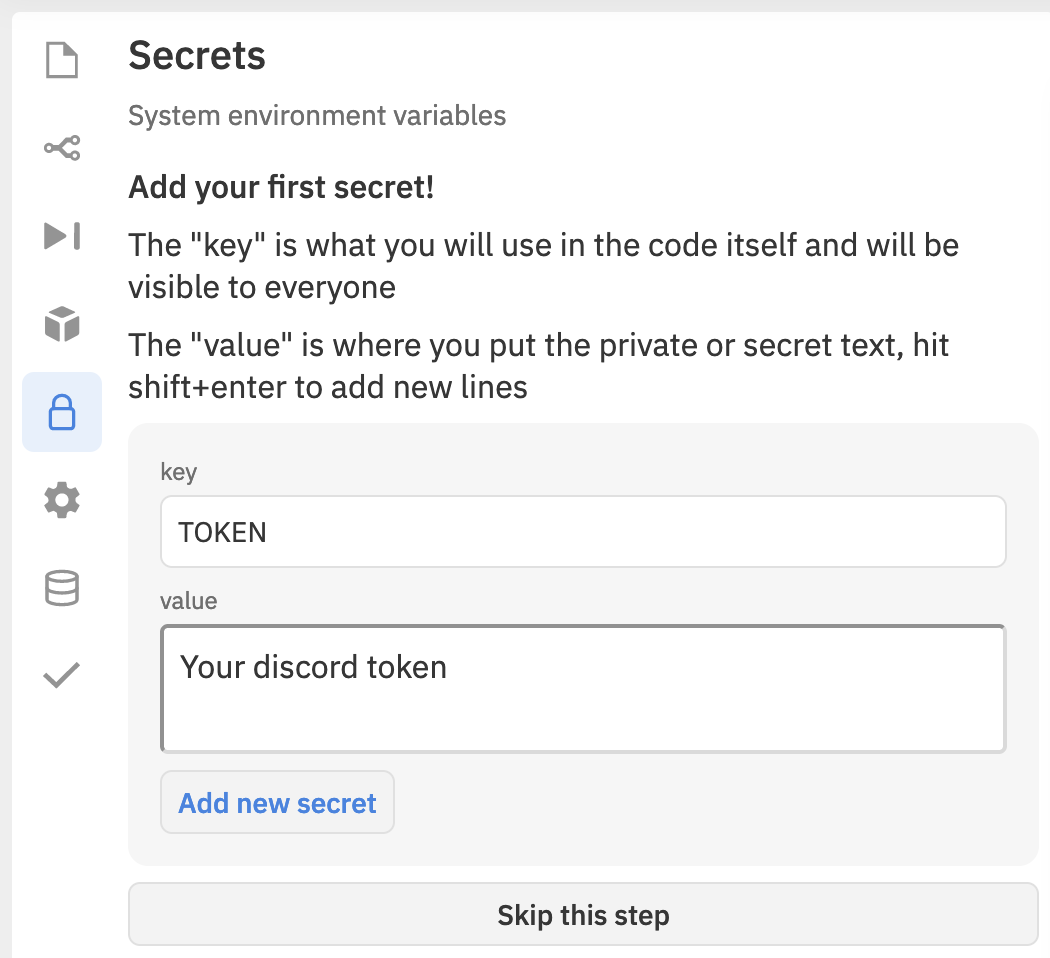 Secrets
System environment variables
Add your first secret!
The "key" is what you will use in the code itself and will be
visible to everyone
The "value" is where you put the private or secret text, hit
shift+enter to add new lines
key
TOKEN
value
Your discord token
Add new secret
Skip this step